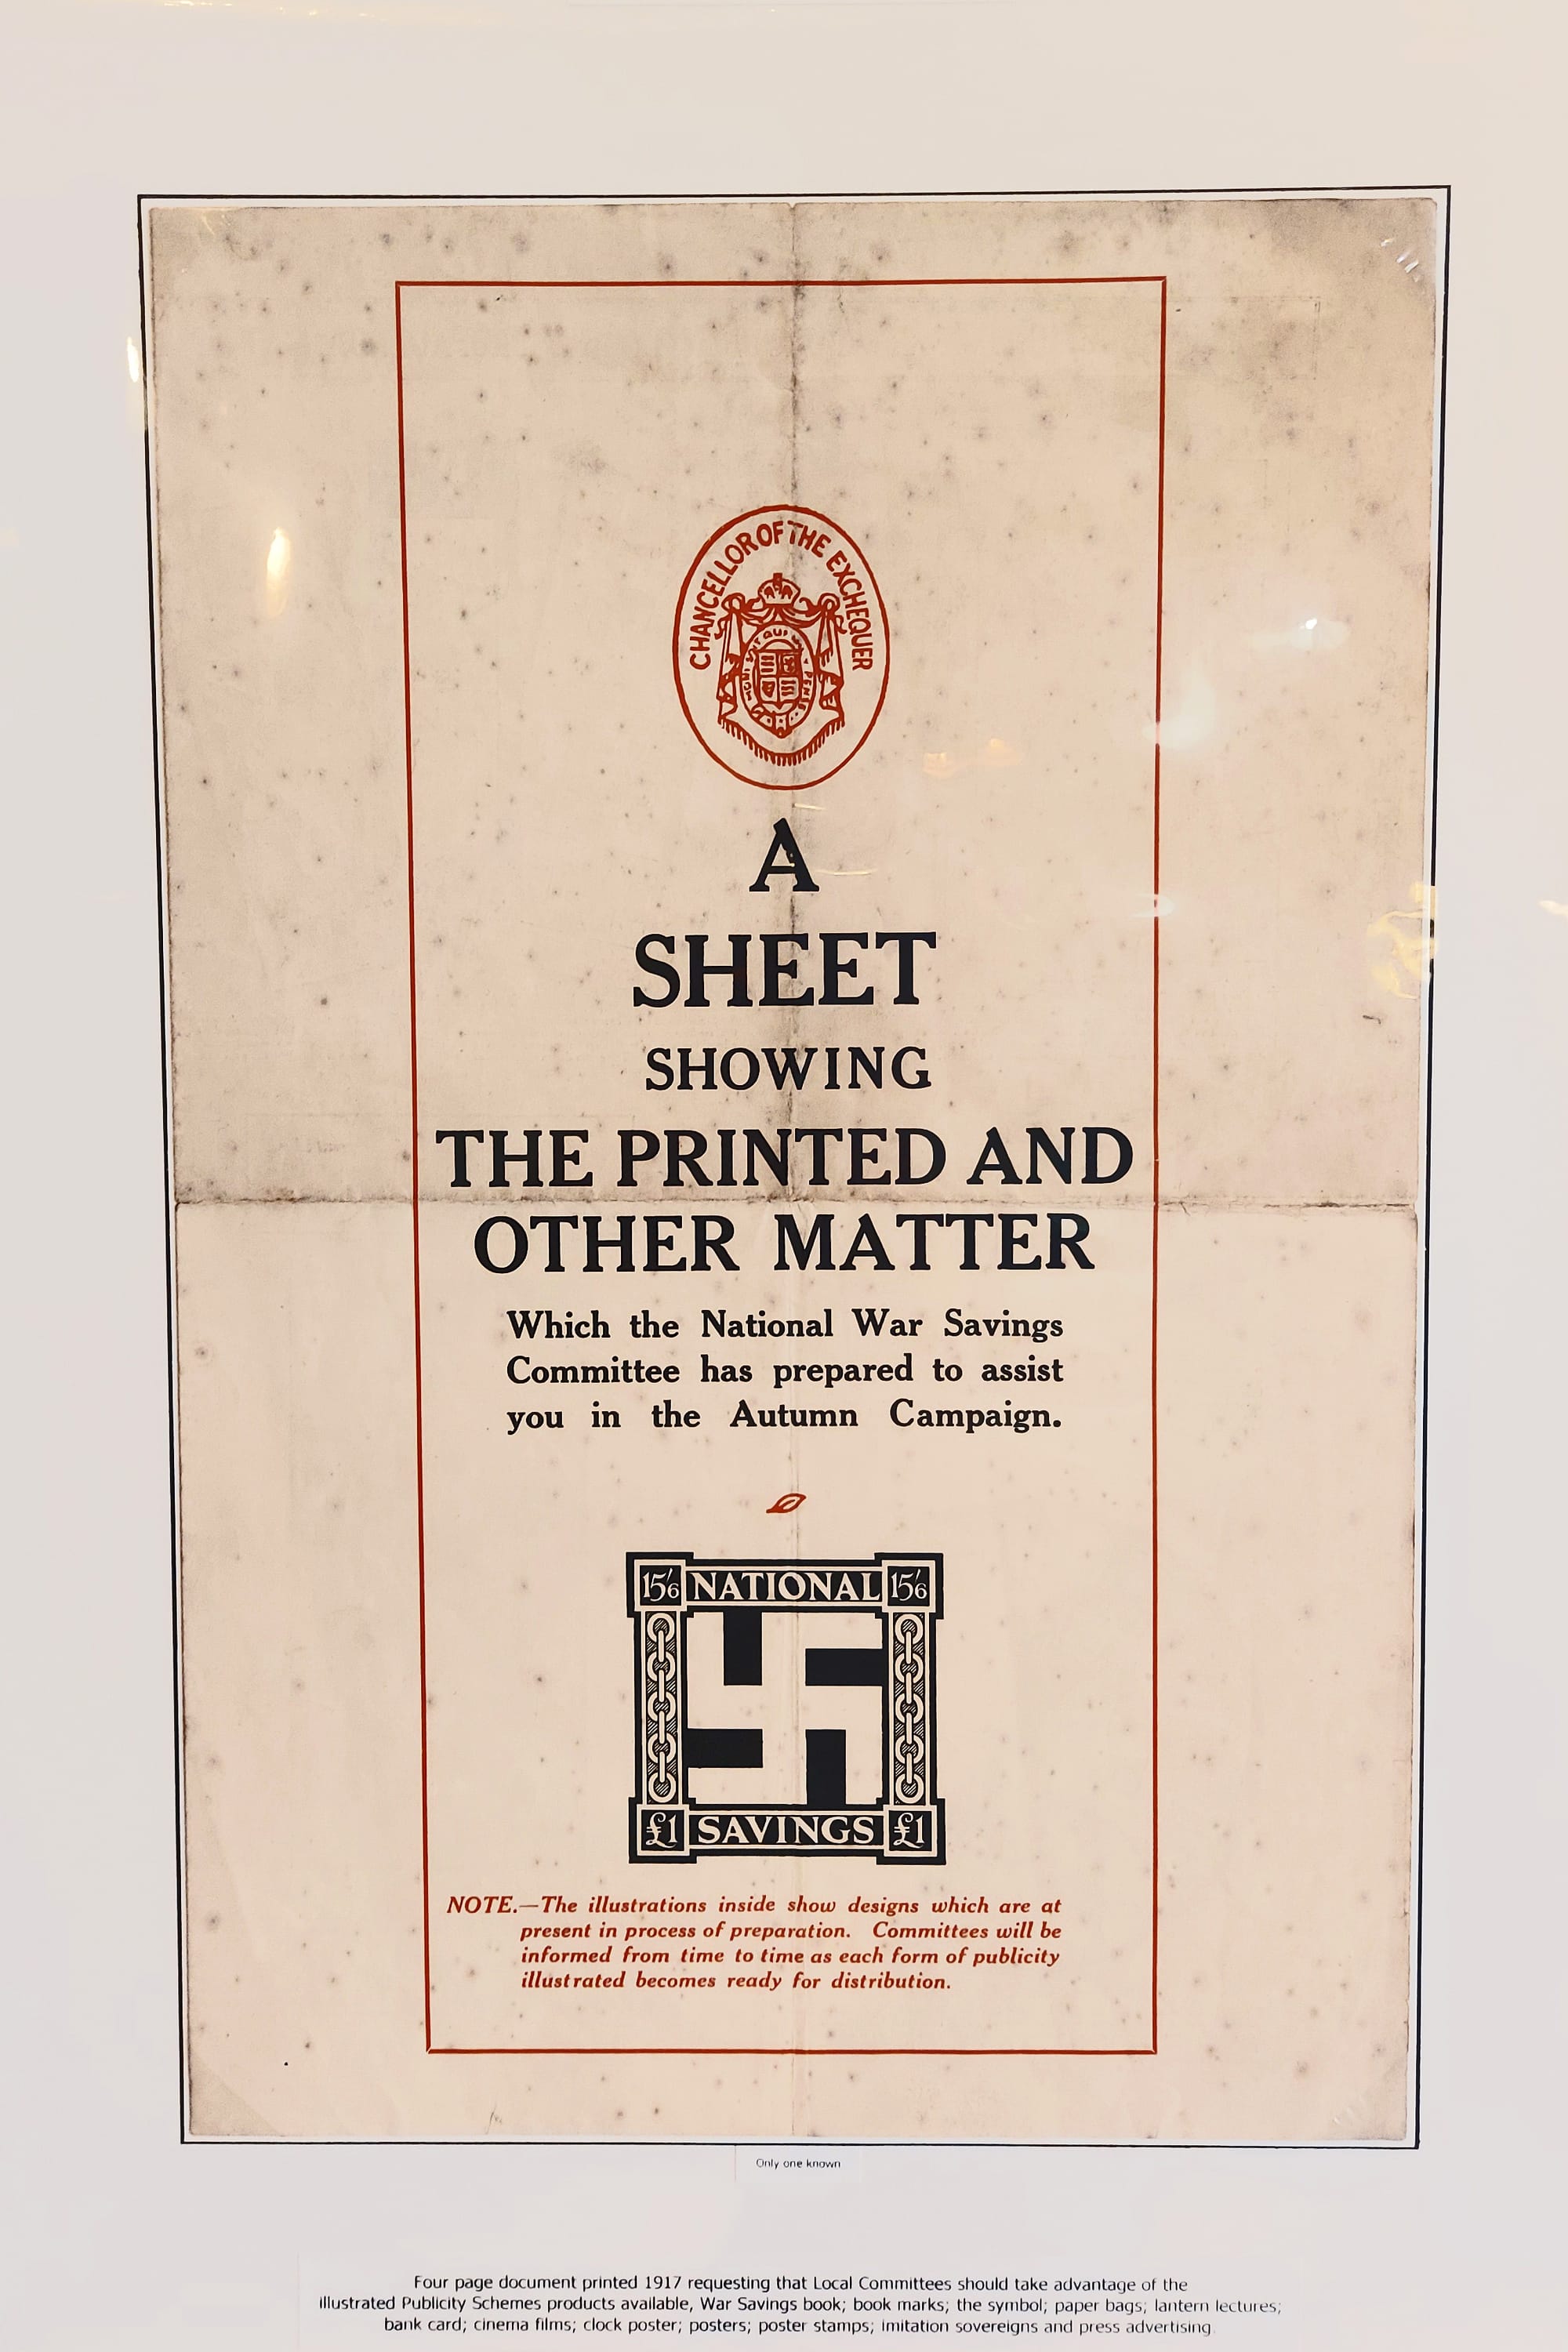 CHANCELLOR OF THE EXCHEQUER
A
SHEET
SHOWING
THE PRINTED AND
OTHER MATTER
Which the National War Savings
Committee has prepared to assist
you in the Autumn Campaign.
15/6 NATIONAL 15/6
£1 SAVINGS £1
NOTE.—The illustrations inside show designs which are at
present in process of preparation. Committees will be
informed from time to time as each form of publicity
illustrated becomes ready for distribution.
Only one known
Four page document printed 1917 requesting that Local Committees should take advantage of the
illustrated Publicity Schemes products available, War Savings book; book marks; the symbol; paper bags; lantern lectures;
bank card; cinema films; clock poster; posters; poster stamps; imitation sovereigns and press advertising.